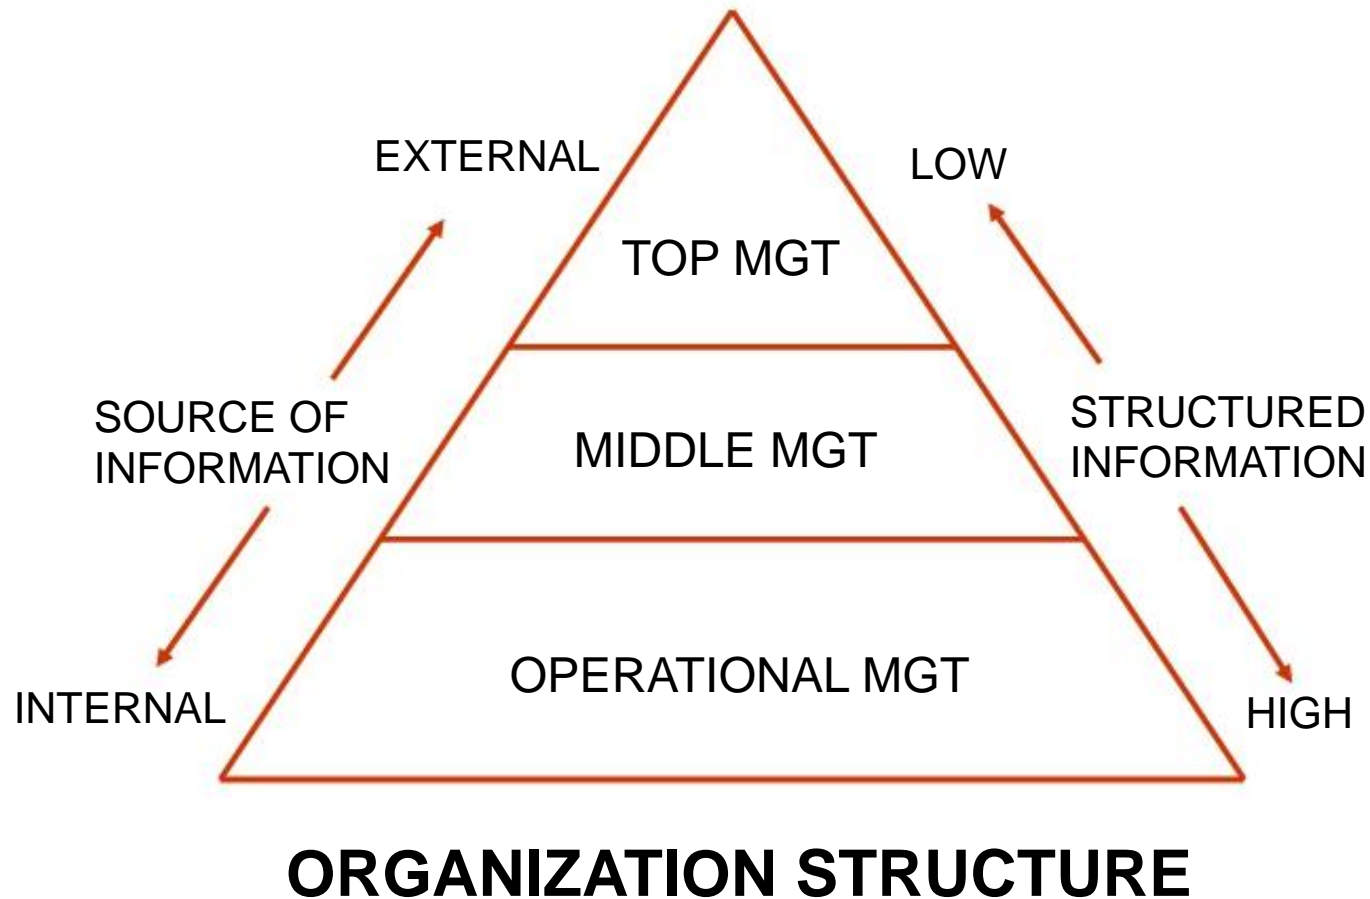 EXTERNAL
LOW
TOP MGT
SOURCE OF
INFORMATION
MIDDLE MGT
STRUCTURED
INFORMATION
OPERATIONAL MGT
INTERNAL
HIGH
ORGANIZATION STRUCTURE